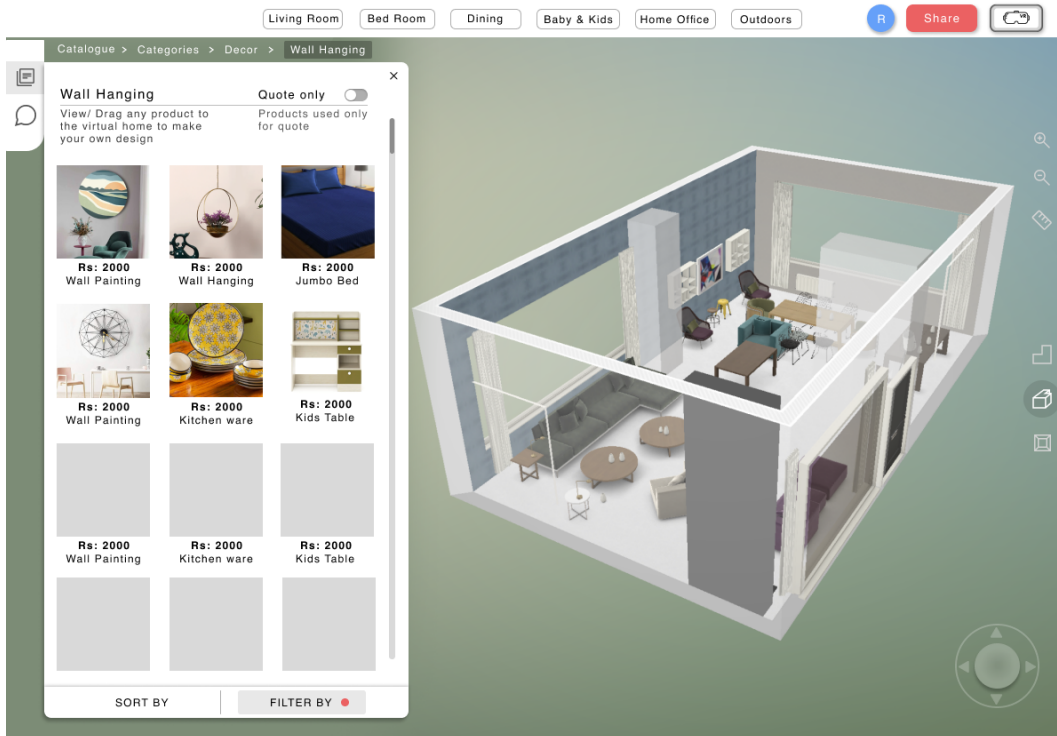 Living Room
Bed Room
Dining
Baby & Kids
Home Office
Outdoors
R
Share
VR
Catalogue > Categories > Decor > Wall Hanging
Wall Hanging
View/ Drag any product to
the virtual home to make
your own design
Quote only
Products used only
for quote
Rs: 2000
Wall Painting
Rs: 2000
Wall Hanging
Rs: 2000
Jumbo Bed
Rs: 2000
Wall Painting
Rs: 2000
Kitchen ware
Rs: 2000
Kids Table
Rs: 2000
Wall Painting
Rs: 2000
Kitchen ware
Rs: 2000
Kids Table
SORT BY
FILTER BY